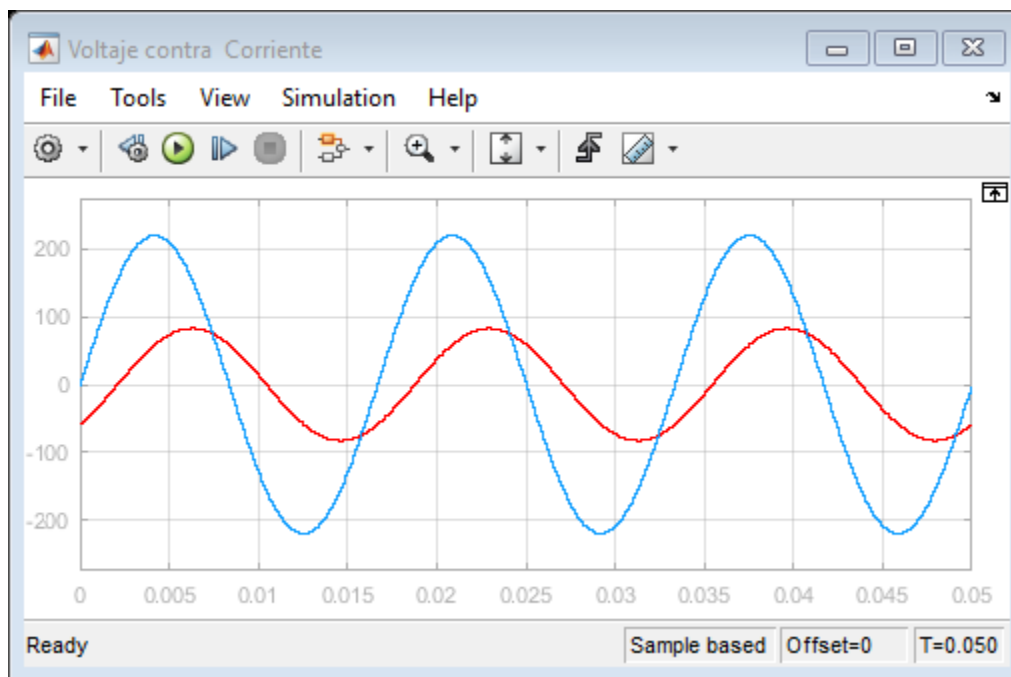 Voltaje contra  Corriente
File Tools View Simulation Help
200
100
0
-100
-200
0 0.005 0.01 0.015 0.02 0.025 0.03 0.035 0.04 0.045 0.05
Ready Sample based Offset=0 T=0.050